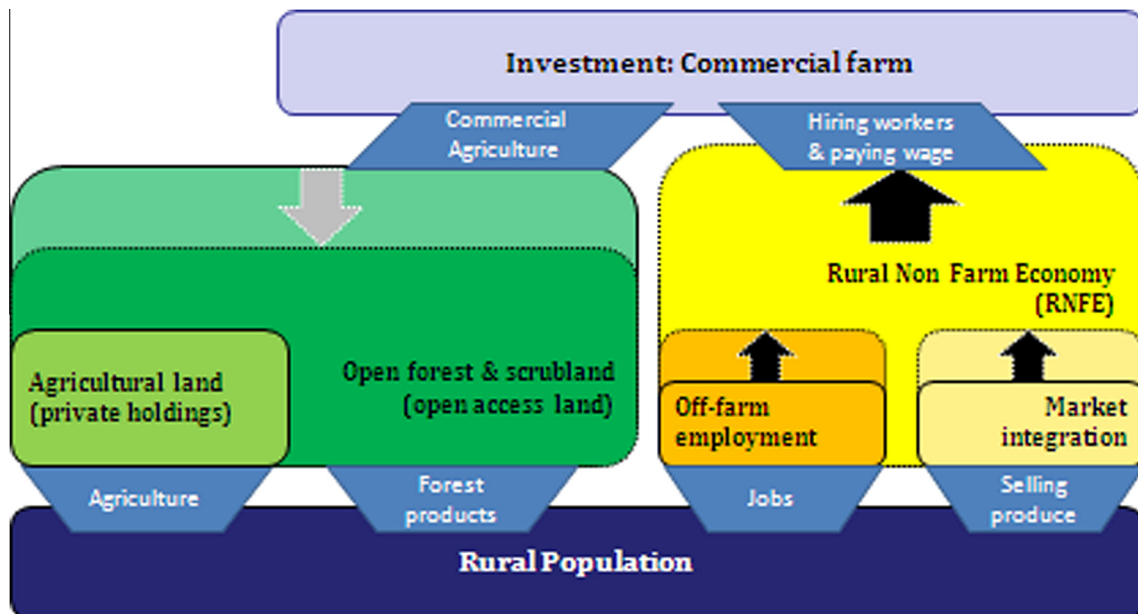 Investment: Commercial farm
Commercial
Agriculture
Hiring workers
& paying wage
Rural Non Farm Economy
(RNFE)
Agricultural land
(private holdings)
Open forest & scrubland
(open access land)
Off-farm
employment
Market
integration
Agriculture
Forest
products
Jobs
Selling
produce
Rural Population